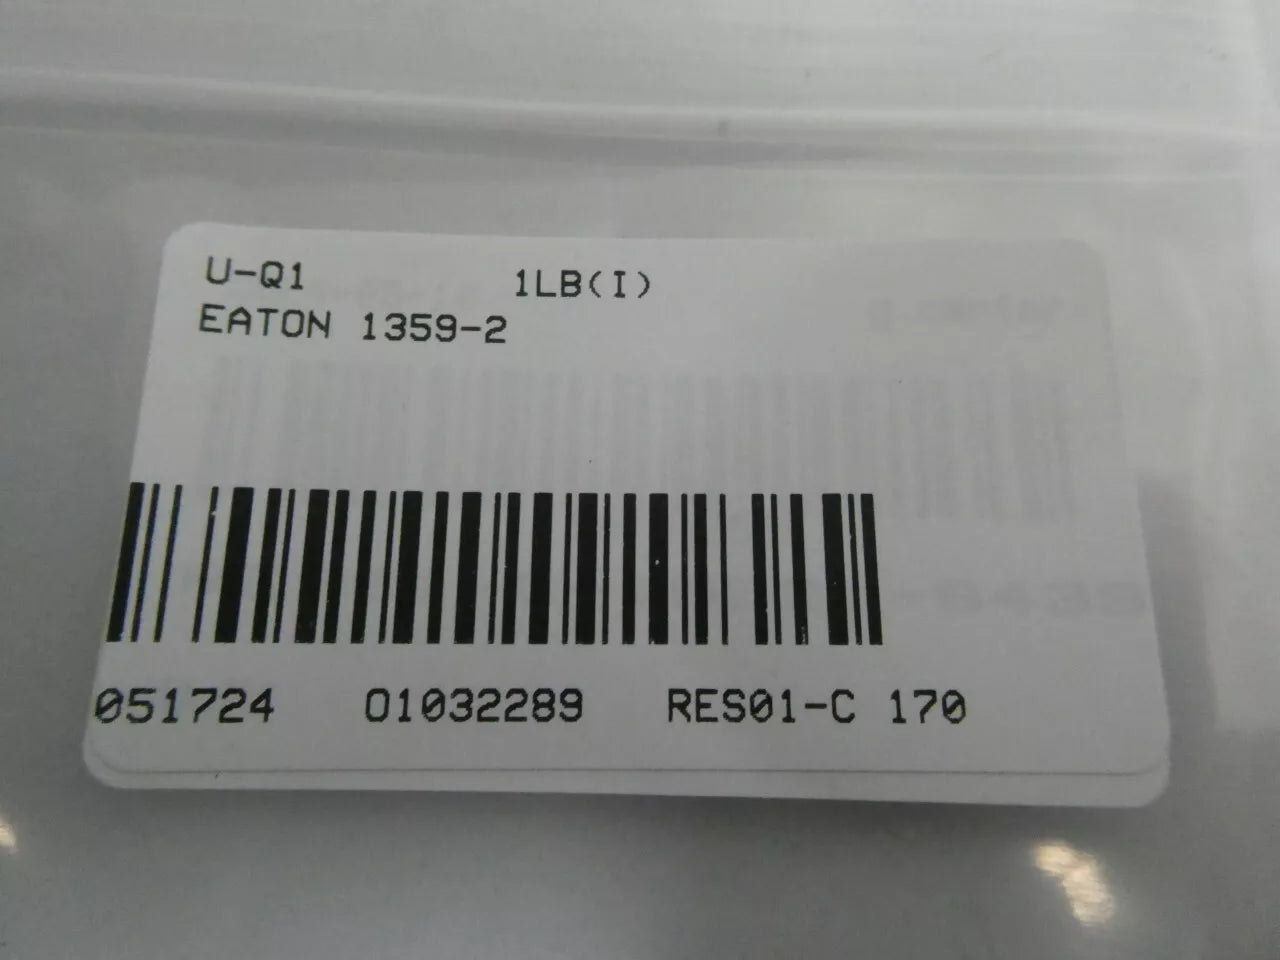 U-Q1 1LB(I)
EATON 1359-2
051724 01032289 RES01-C 170